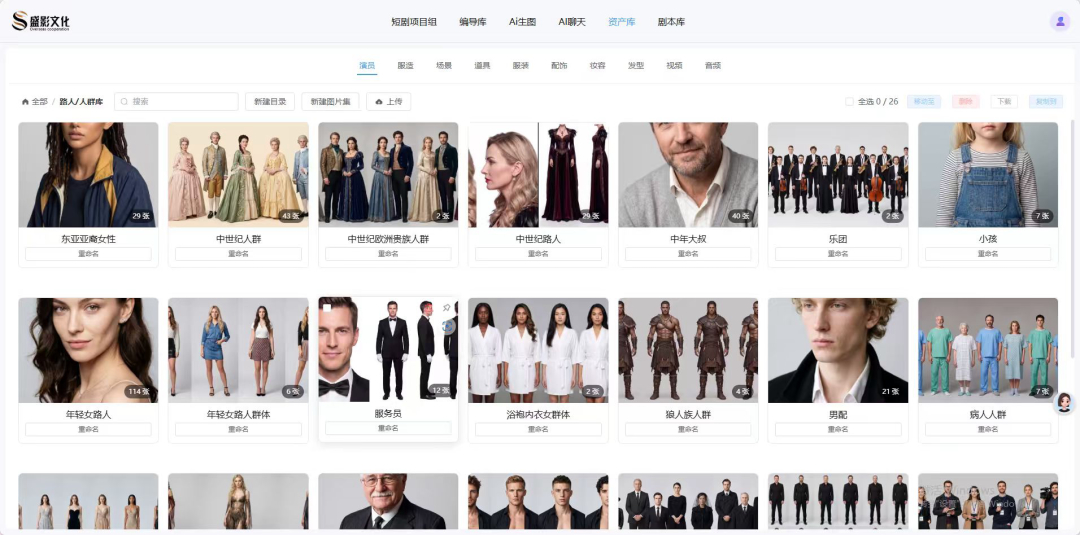 盛影文化
短剧项目组 编导库 Ai生图 AI聊天 资产库 剧本库
演员 服造 场景 道具 服装 配饰 妆容 发型 视频 音频
全部 / 路人/人群库 搜索 新建目录 新建图片集 上传 全选 0 / 26 移动至 删除 下载 复制到
29 张 43 张 2 张 29 张 40 张 2 张 7 张
东亚亚裔女性 中世纪人群 中世纪欧洲贵族人群 中世纪路人 中年大叔 乐团 小孩
重命名 重命名 重命名 重命名 重命名 重命名 重命名
114 张 6 张 12 张 2 张 4 张 21 张 7 张
年轻女路人 年轻女路人群体 服务员 浴袍内衣女群体 狼人族人群 男配 病人人群
重命名 重命名 重命名 重命名 重命名 重命名 重命名